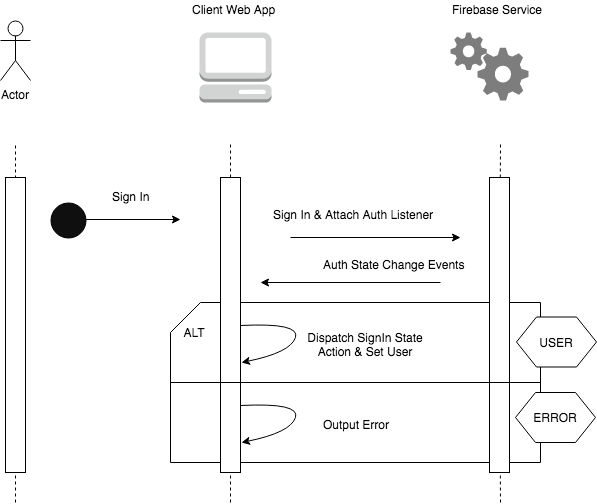 Client Web App
Firebase Service
Actor
Sign In
Sign In & Attach Auth Listener
Auth State Change Events
ALT
Dispatch SignIn State
Action & Set User
USER
Output Error
ERROR